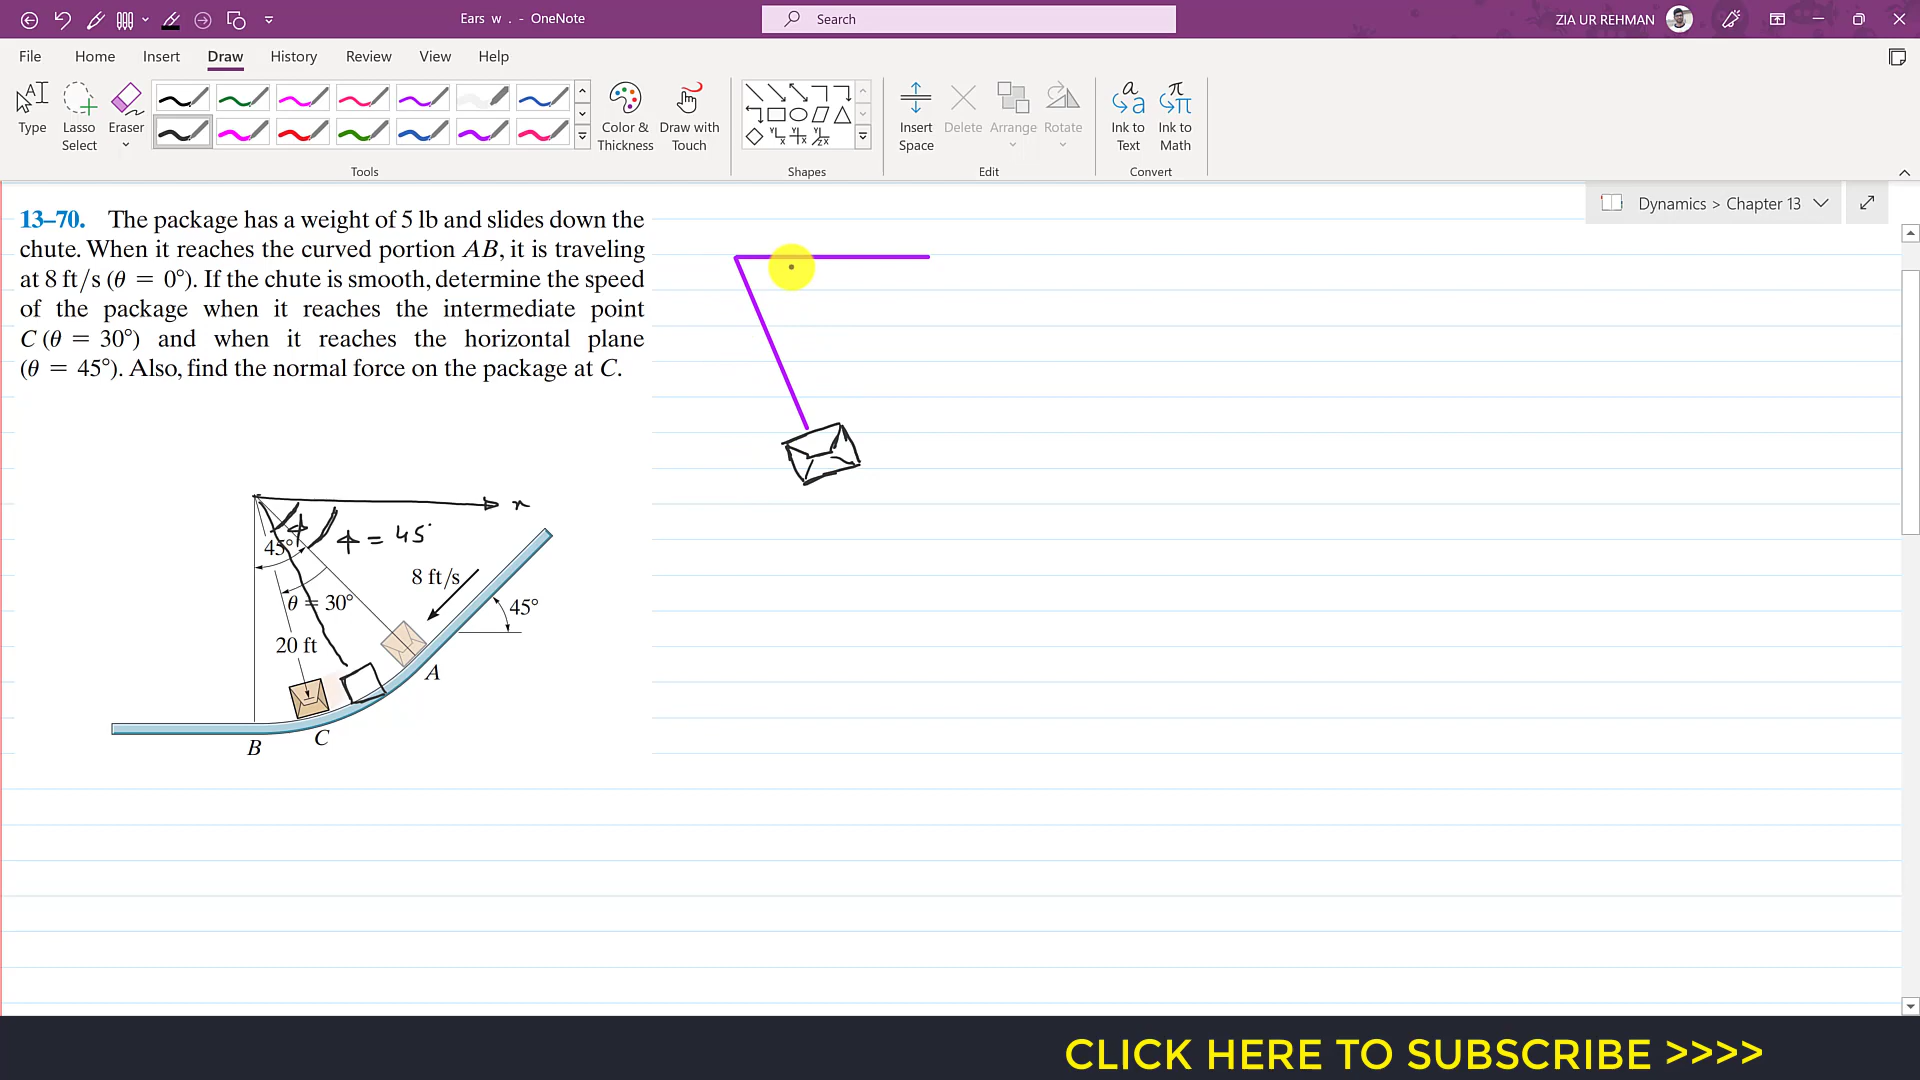 Ears w . - OneNote
Search
ZIA UR REHMAN
File Home Insert Draw History Review View Help
Type
Lasso Select
Eraser
Color & Thickness
Draw with Touch
Insert Space
Delete
Arrange
Rotate
Ink to Text
Ink to Math
Tools
Shapes
Edit
Convert
Dynamics > Chapter 13
13–70. The package has a weight of 5 lb and slides down the
chute. When it reaches the curved portion AB, it is traveling
at 8 ft/s (θ = 0°). If the chute is smooth, determine the speed
of the package when it reaches the intermediate point
C (θ = 30°) and when it reaches the horizontal plane
(θ = 45°). Also, find the normal force on the package at C.
x
ϕ
45°
ϕ = 45°
8 ft/s
θ = 30°
45°
20 ft
A
C
B
CLICK HERE TO SUBSCRIBE >>>>